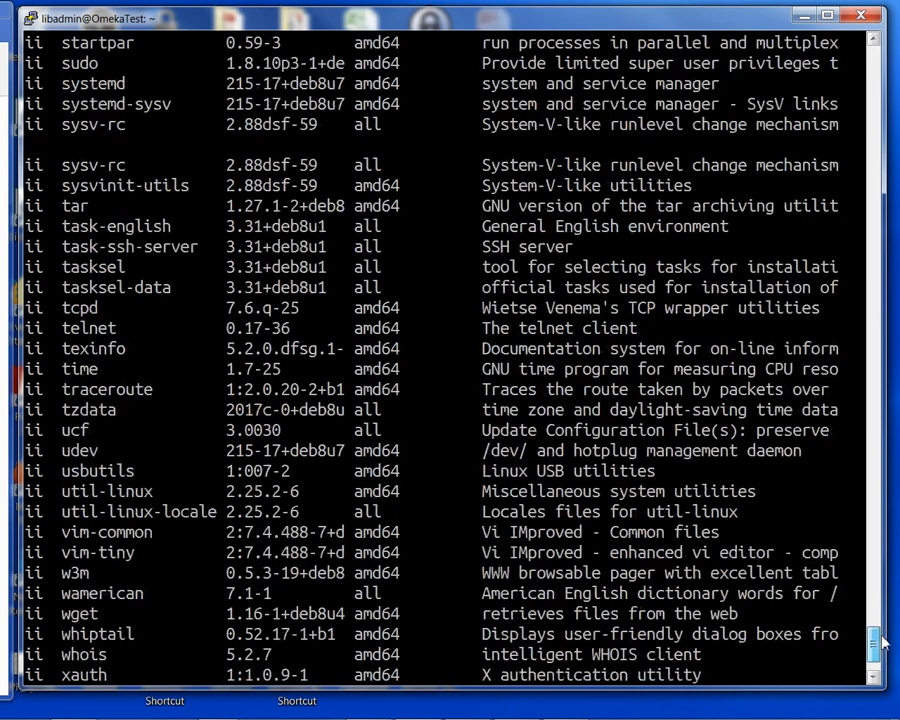 libadmin@OmekaTest: ~
ii startpar 0.59-3 amd64 run processes in parallel and multiplex
ii sudo 1.8.10p3-1+de amd64 Provide limited super user privileges t
ii systemd 215-17+deb8u7 amd64 system and service manager
ii systemd-sysv 215-17+deb8u7 amd64 system and service manager - SysV links
ii sysv-rc 2.88dsf-59 all System-V-like runlevel change mechanism
ii sysv-rc 2.88dsf-59 all System-V-like runlevel change mechanism
ii sysvinit-utils 2.88dsf-59 amd64 System-V-like utilities
ii tar 1.27.1-2+deb8 amd64 GNU version of the tar archiving utilit
ii task-english 3.31+deb8u1 all General English environment
ii task-ssh-server 3.31+deb8u1 all SSH server
ii tasksel 3.31+deb8u1 all tool for selecting tasks for installati
ii tasksel-data 3.31+deb8u1 all official tasks used for installation of
ii tcpd 7.6.q-25 amd64 Wietse Venema's TCP wrapper utilities
ii telnet 0.17-36 amd64 The telnet client
ii texinfo 5.2.0.dfsg.1- amd64 Documentation system for on-line inform
ii time 1.7-25 amd64 GNU time program for measuring CPU reso
ii traceroute 1:2.0.20-2+b1 amd64 Traces the route taken by packets over
ii tzdata 2017c-0+deb8u all time zone and daylight-saving time data
ii ucf 3.0030 all Update Configuration File(s): preserve
ii udev 215-17+deb8u7 amd64 /dev/ and hotplug management daemon
ii usbutils 1:007-2 amd64 Linux USB utilities
ii util-linux 2.25.2-6 amd64 Miscellaneous system utilities
ii util-linux-locale 2.25.2-6 all Locales files for util-linux
ii vim-common 2:7.4.488-7+d amd64 Vi IMproved - Common files
ii vim-tiny 2:7.4.488-7+d amd64 Vi IMproved - enhanced vi editor - comp
ii w3m 0.5.3-19+deb8 amd64 WWW browsable pager with excellent tabl
ii wamerican 7.1-1 all American English dictionary words for /
ii wget 1.16-1+deb8u4 amd64 retrieves files from the web
ii whiptail 0.52.17-1+b1 amd64 Displays user-friendly dialog boxes fro
ii whois 5.2.7 amd64 intelligent WHOIS client
ii xauth 1:1.0.9-1 amd64 X authentication utility
Shortcut Shortcut